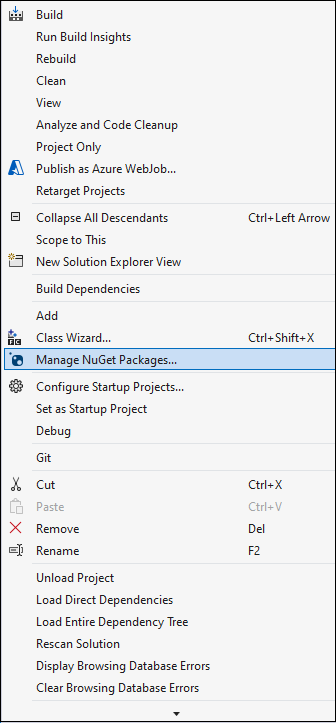 Build
Run Build Insights
Rebuild
Clean
View
Analyze and Code Cleanup
Project Only
Publish as Azure WebJob...
Retarget Projects
Collapse All Descendants Ctrl+Left Arrow
Scope to This
New Solution Explorer View
Build Dependencies
Add
Class Wizard... Ctrl+Shift+X
Manage NuGet Packages...
Configure Startup Projects...
Set as Startup Project
Debug
Git
Cut Ctrl+X
Paste Ctrl+V
Remove Del
Rename F2
Unload Project
Load Direct Dependencies
Load Entire Dependency Tree
Rescan Solution
Display Browsing Database Errors
Clear Browsing Database Errors